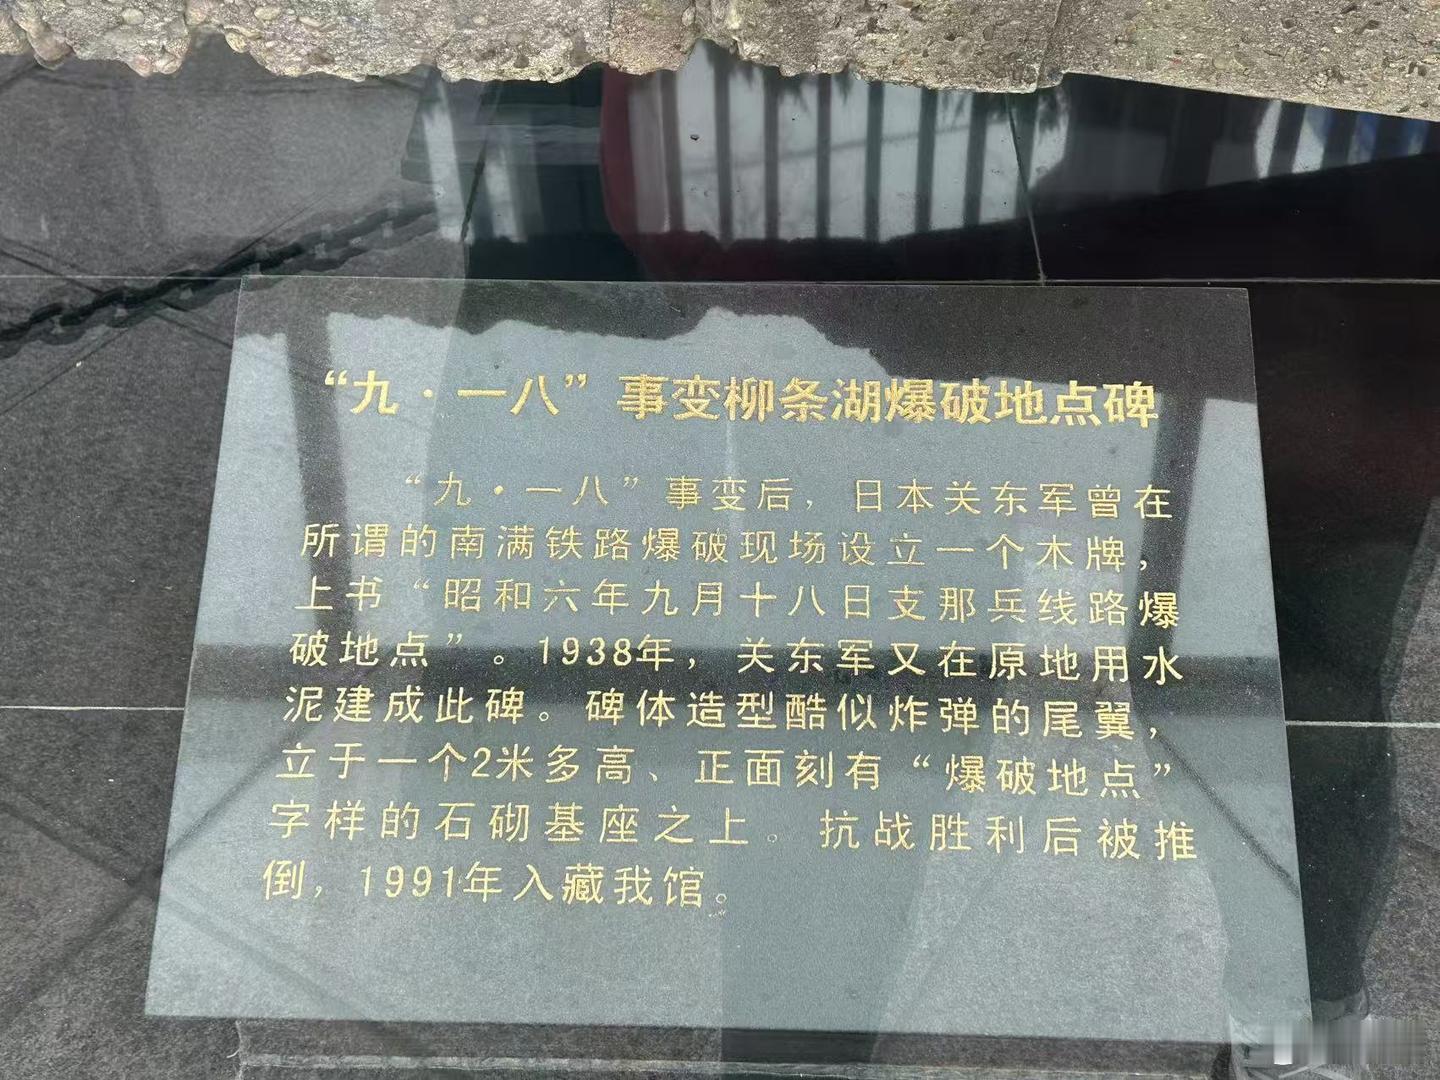 “九·一八”事变柳条湖爆破地点碑
“九·一八”事变后，日本关东军曾在
所谓的南满铁路爆破现场设立一个木牌，
上书“昭和六年九月十八日支那兵线路爆
破地点”。1938年，关东军又在原地用水
泥建成此碑。碑体造型酷似炸弹的尾翼，
立于一个2米多高、正面刻有“爆破地点”
字样的石砌基座之上。抗战胜利后被推
倒，1991年入藏我馆。